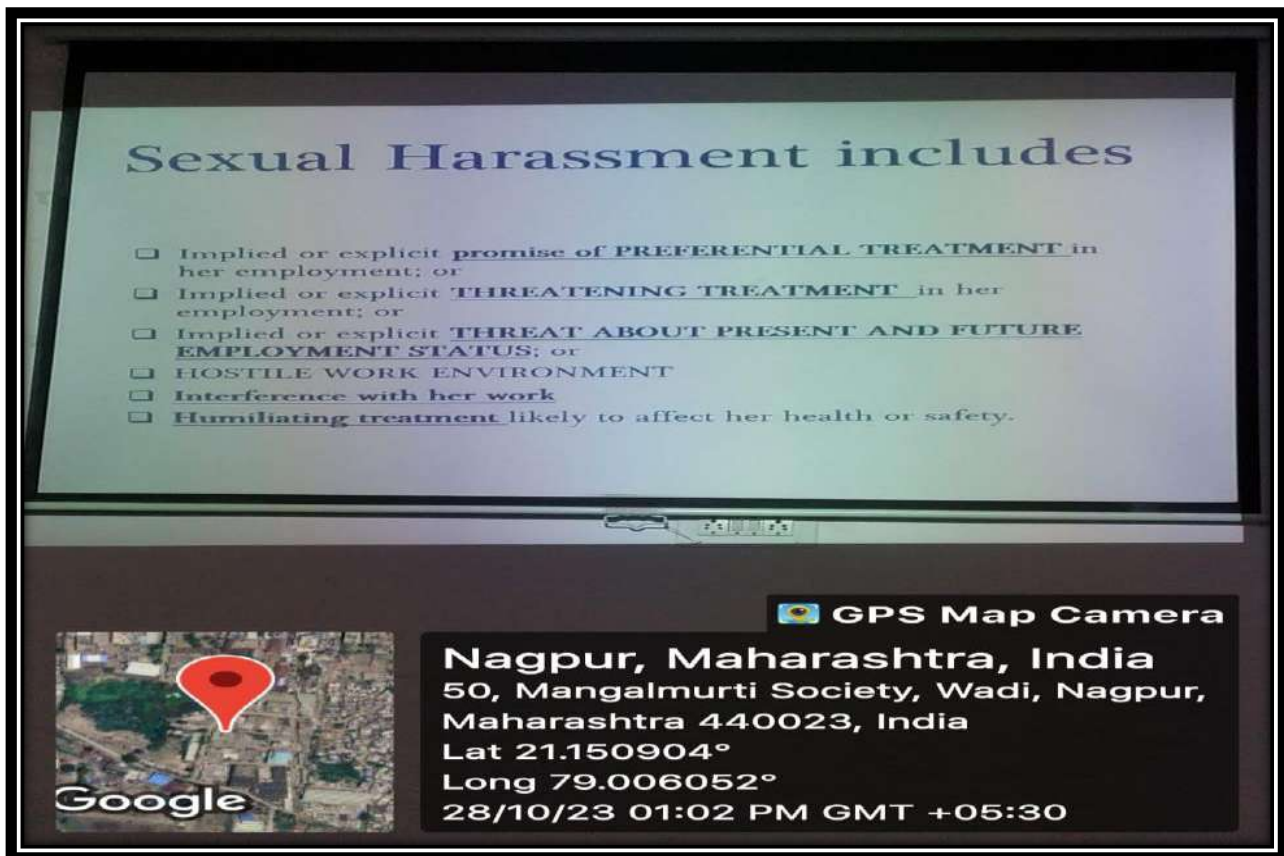 Sexual Harassment includes
❑ Implied or explicit promise of PREFERENTIAL TREATMENT in
her employment; or
❑ Implied or explicit THREATENING TREATMENT in her
employment; or
❑ Implied or explicit THREAT ABOUT PRESENT AND FUTURE
EMPLOYMENT STATUS; or
❑ HOSTILE WORK ENVIRONMENT
❑ Interference with her work
❑ Humiliating treatment likely to affect her health or safety.
GPS Map Camera
Nagpur, Maharashtra, India
50, Mangalmurti Society, Wadi, Nagpur,
Maharashtra 440023, India
Lat 21.150904°
Long 79.006052°
28/10/23 01:02 PM GMT +05:30
Google